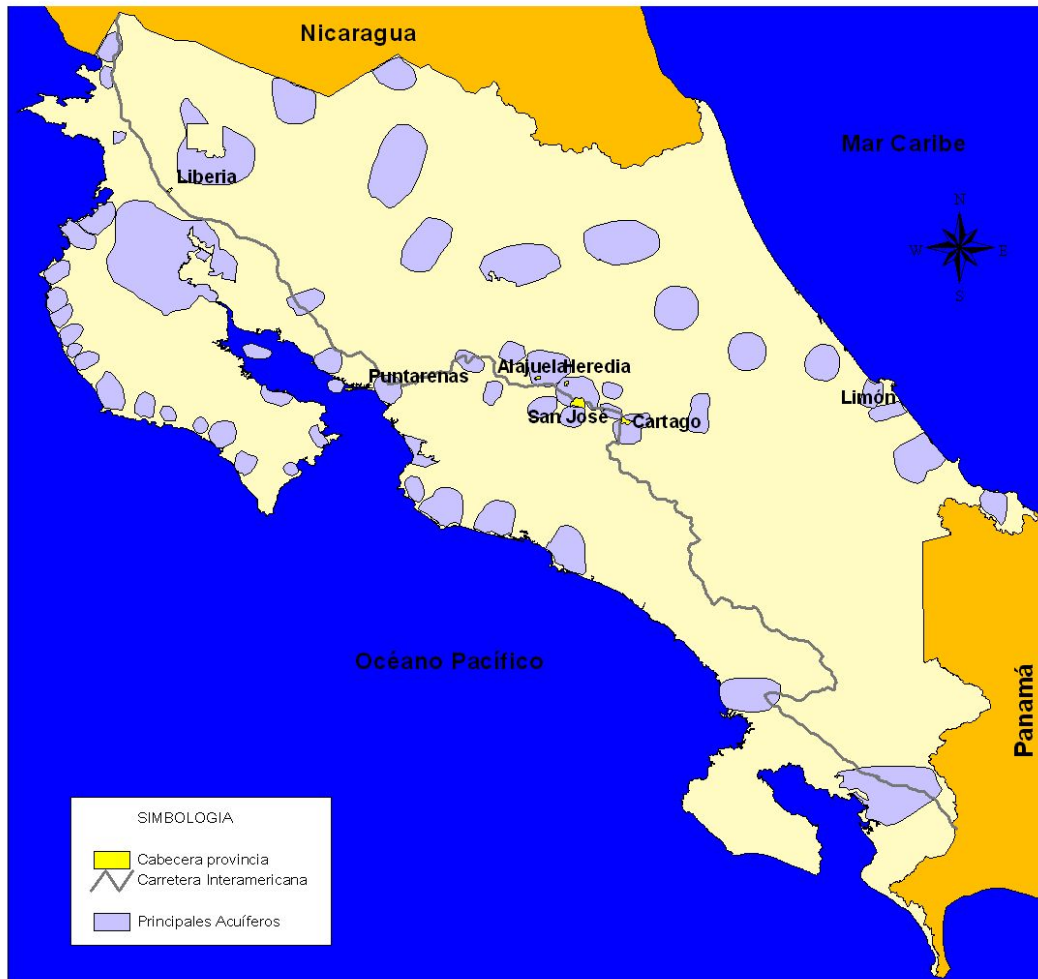 Nicaragua
Mar Caribe
N
W E
S
Liberia
Puntarenas
Alajuela
Heredia
San José
Cartago
Limón
Océano Pacífico
Panamá
SIMBOLOGIA
Cabecera provincia
Carretera Interamericana
Principales Acuíferos